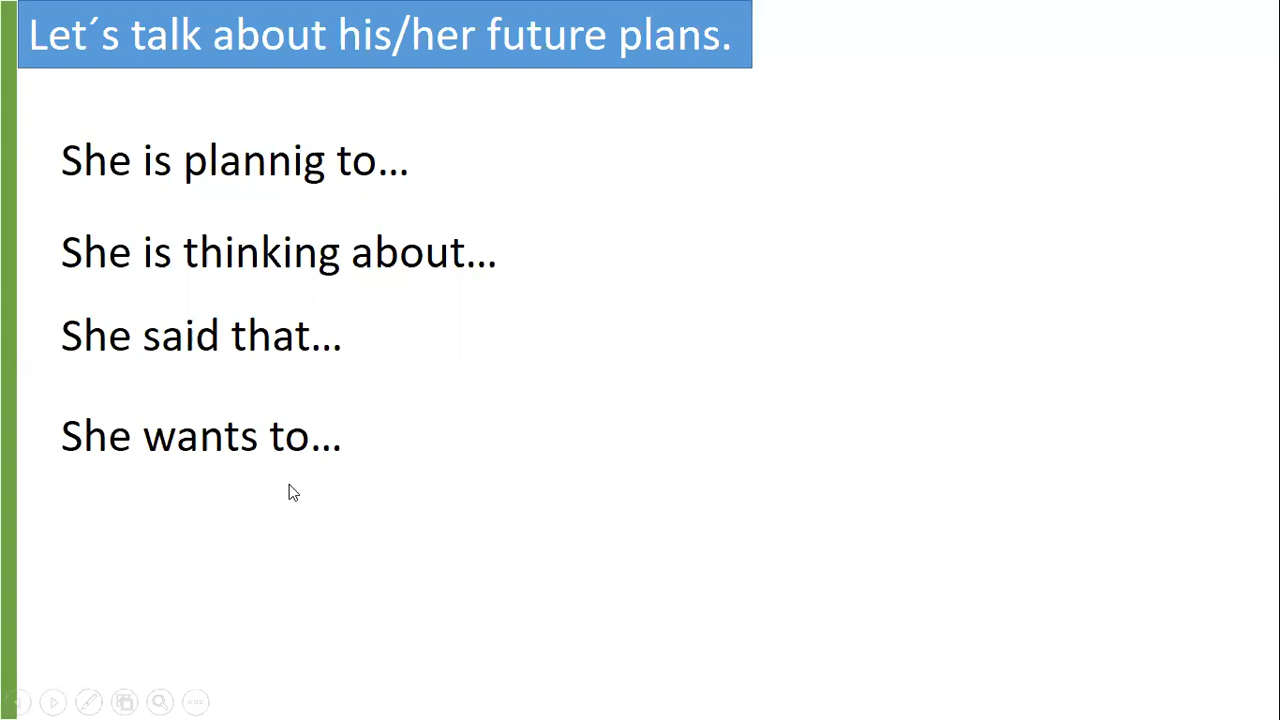 Let´s talk about his/her future plans.
She is plannig to...
She is thinking about...
She said that...
She wants to...